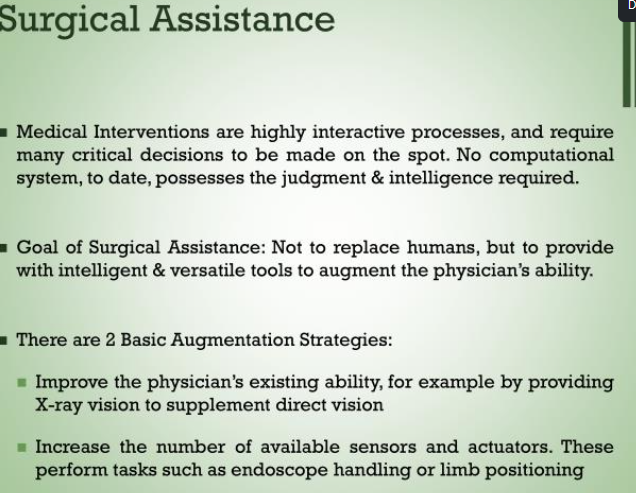 Surgical Assistance
D
Medical Interventions are highly interactive processes, and require
many critical decisions to be made on the spot. No computational
system, to date, possesses the judgment & intelligence required.
Goal of Surgical Assistance: Not to replace humans, but to provide
with intelligent & versatile tools to augment the physician's ability.
There are 2 Basic Augmentation Strategies:
Improve the physician's existing ability, for example by providing
X-ray vision to supplement direct vision
Increase the number of available sensors and actuators. These
perform tasks such as endoscope handling or limb positioning